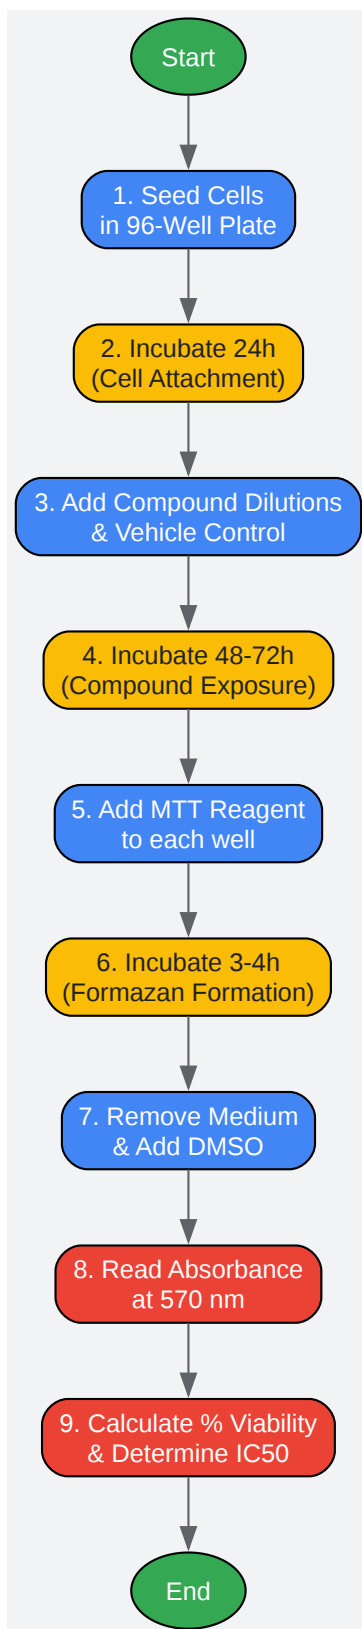 Start
1. Seed Cells
in 96-Well Plate
2. Incubate 24h
(Cell Attachment)
3. Add Compound Dilutions
& Vehicle Control
4. Incubate 48-72h
(Compound Exposure)
5. Add MTT Reagent
to each well
6. Incubate 3-4h
(Formazan Formation)
7. Remove Medium
& Add DMSO
8. Read Absorbance
at 570 nm
9. Calculate % Viability
& Determine IC50
End